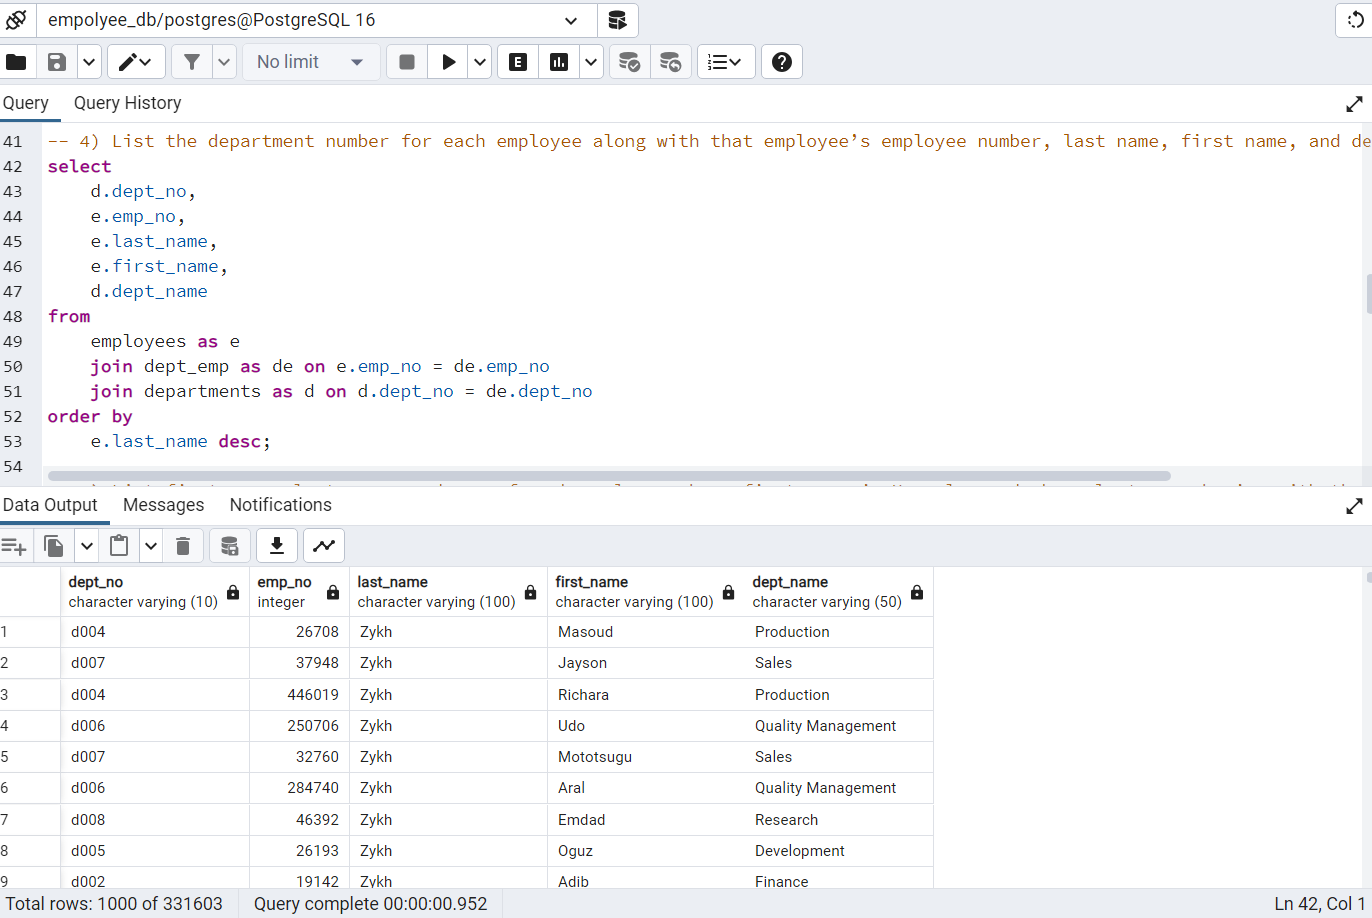 empolyee_db/postgres@PostgreSQL 16
No limit
E
Query Query History
41 -- 4) List the department number for each employee along with that employee’s employee number, last name, first name, and de
42 select
43 d.dept_no,
44 e.emp_no,
45 e.last_name,
46 e.first_name,
47 d.dept_name
48 from
49 employees as e
50 join dept_emp as de on e.emp_no = de.emp_no
51 join departments as d on d.dept_no = de.dept_no
52 order by
53 e.last_name desc;
54
Data Output Messages Notifications
dept_no emp_no last_name first_name dept_name
character varying (10) integer character varying (100) character varying (100) character varying (50)
1 d004 26708 Zykh Masoud Production
2 d007 37948 Zykh Jayson Sales
3 d004 446019 Zykh Richara Production
4 d006 250706 Zykh Udo Quality Management
5 d007 32760 Zykh Mototsugu Sales
6 d006 284740 Zykh Aral Quality Management
7 d008 46392 Zykh Emdad Research
8 d005 26193 Zykh Oguz Development
9 d002 19142 Zykh Adib Finance
Total rows: 1000 of 331603 Query complete 00:00:00.952 Ln 42, Col 1